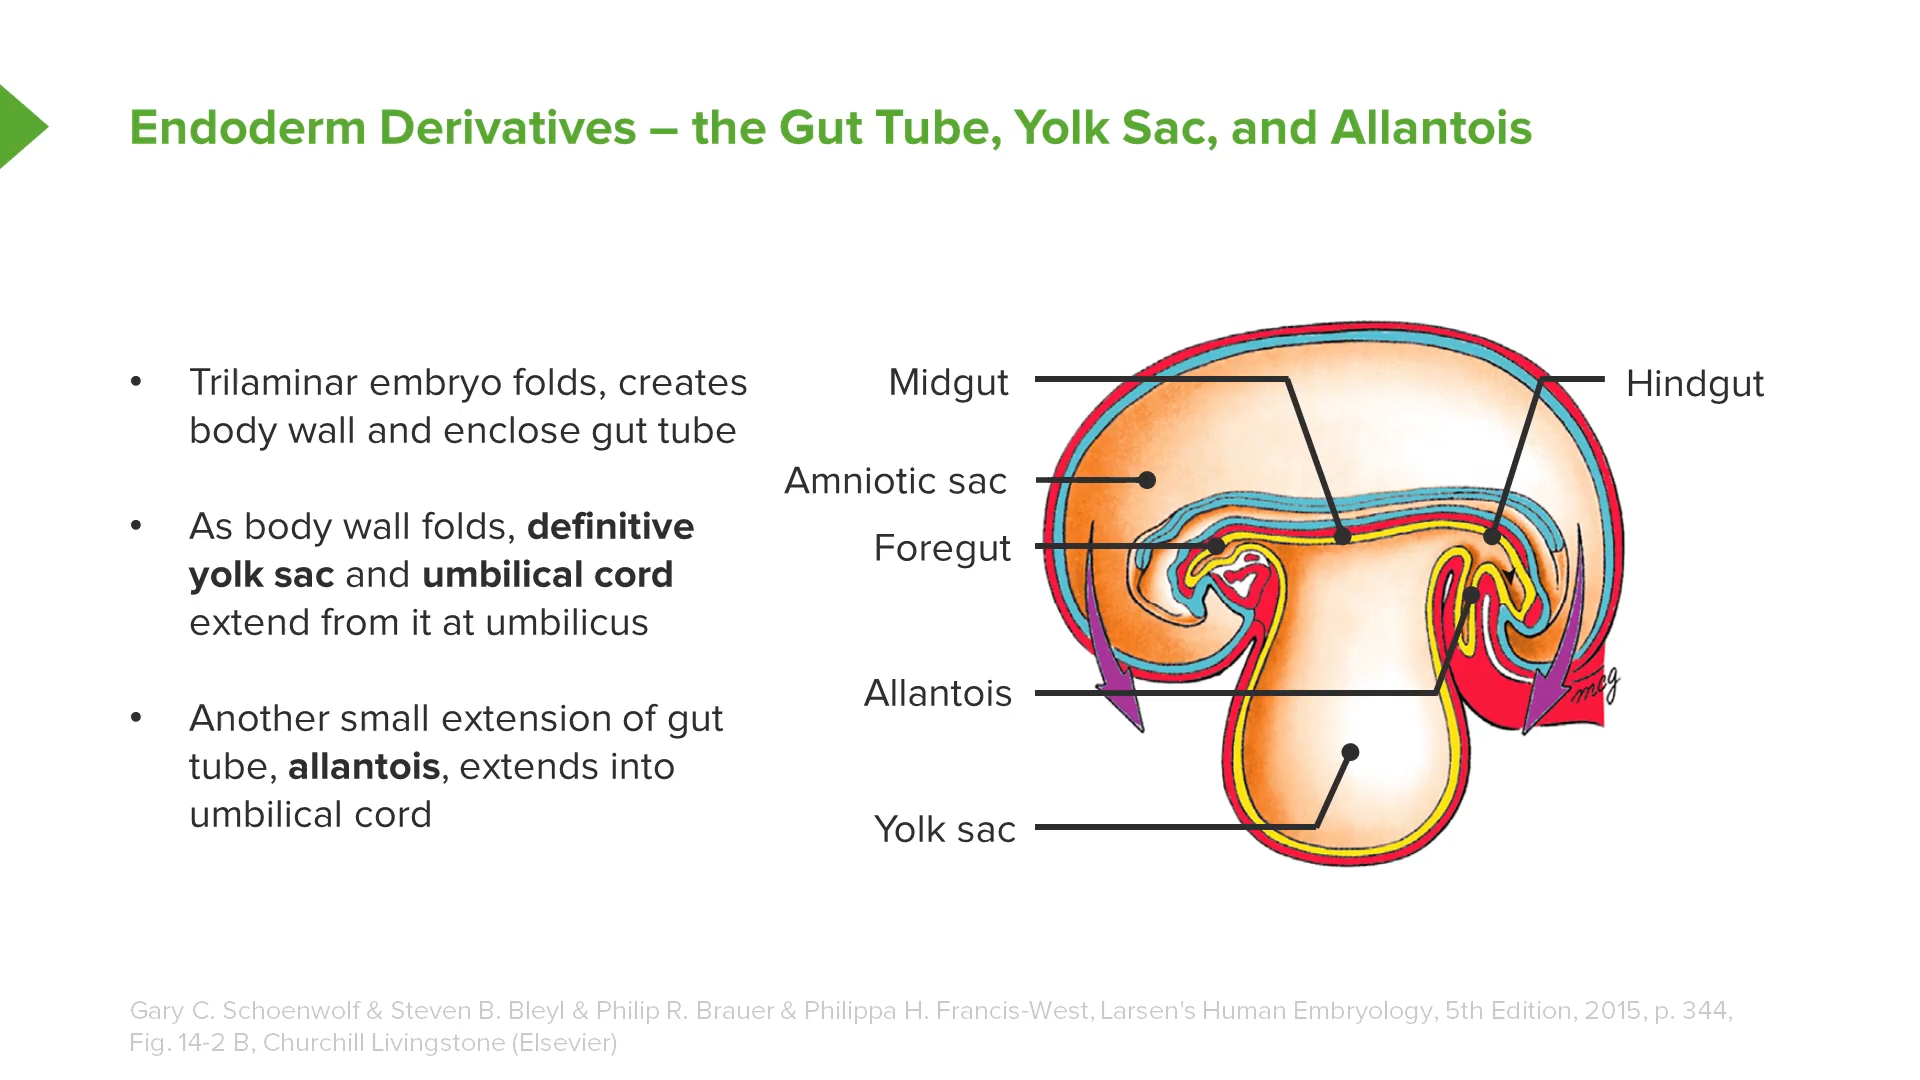 Endoderm Derivatives – the Gut Tube, Yolk Sac, and Allantois
• Trilaminar embryo folds, creates
body wall and enclose gut tube
• As body wall folds, definitive
yolk sac and umbilical cord
extend from it at umbilicus
• Another small extension of gut
tube, allantois, extends into
umbilical cord
Midgut
Hindgut
Amniotic sac
Foregut
Allantois
Yolk sac
mcg
Gary C. Schoenwolf & Steven B. Bleyl & Philip R. Brauer & Philippa H. Francis-West, Larsen's Human Embryology, 5th Edition, 2015, p. 344,
Fig. 14-2 B, Churchill Livingstone (Elsevier)